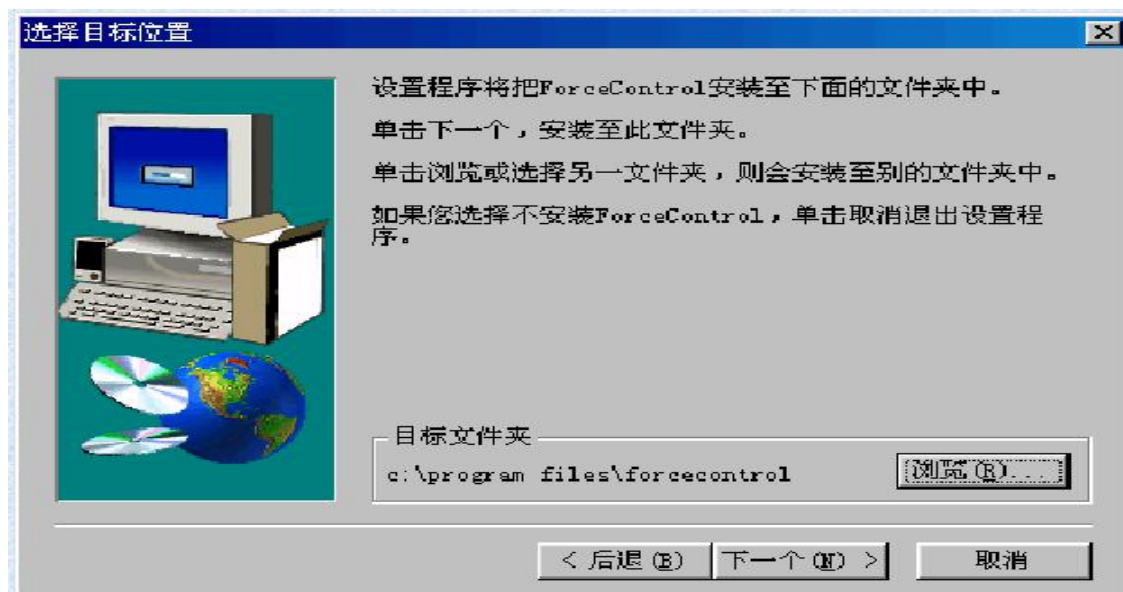 选择目标位置
设置程序将把ForceControl安装至下面的文件夹中。
单击下一个，安装至此文件夹。
单击浏览或选择另一文件夹，则会安装至别的文件夹中。
如果您选择不安装ForceControl，单击取消退出设置程
序。
目标文件夹
c:\program files\forcecontrol
浏览(R)...
< 后退(B)
下一个(N) >
取消